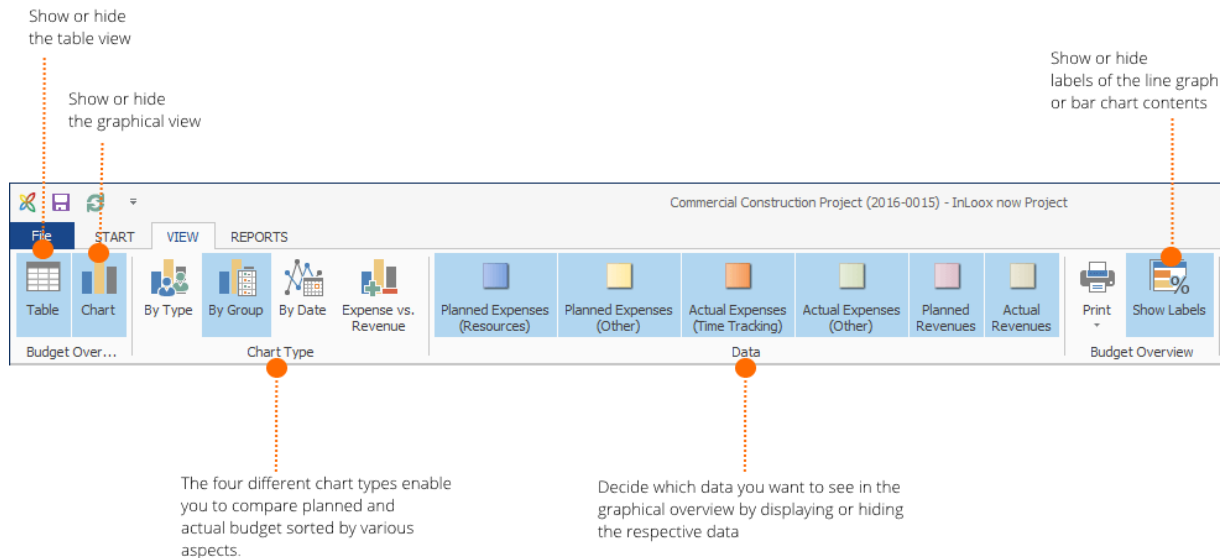 Show or hide
the table view
Show or hide
the graphical view
Show or hide
labels of the line graph
or bar chart contents
Commercial Construction Project (2016-0015) - InLoox now Project
File START VIEW REPORTS
Table Chart By Type By Group By Date Expense vs.
Revenue
Planned Expenses
(Resources)
Planned Expenses
(Other)
Actual Expenses
(Time Tracking)
Actual Expenses
(Other)
Planned
Revenues
Actual
Revenues
Print Show Labels
Budget Over... Chart Type Data Budget Overview
The four different chart types enable
you to compare planned and
actual budget sorted by various
aspects.
Decide which data you want to see in the
graphical overview by displaying or hiding
the respective data